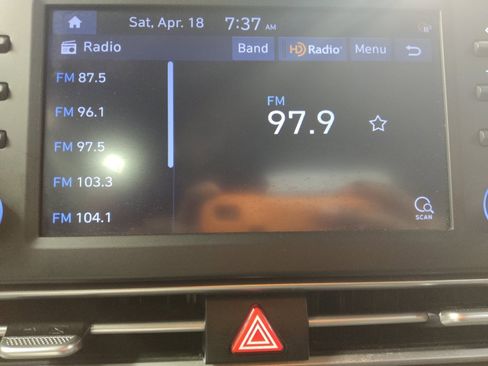 Sat, Apr. 18 7:37 AM
Radio Band HD Radio® Menu
FM 87.5
FM 96.1
FM 97.5
FM 103.3
FM 104.1
FM
97.9
SCAN